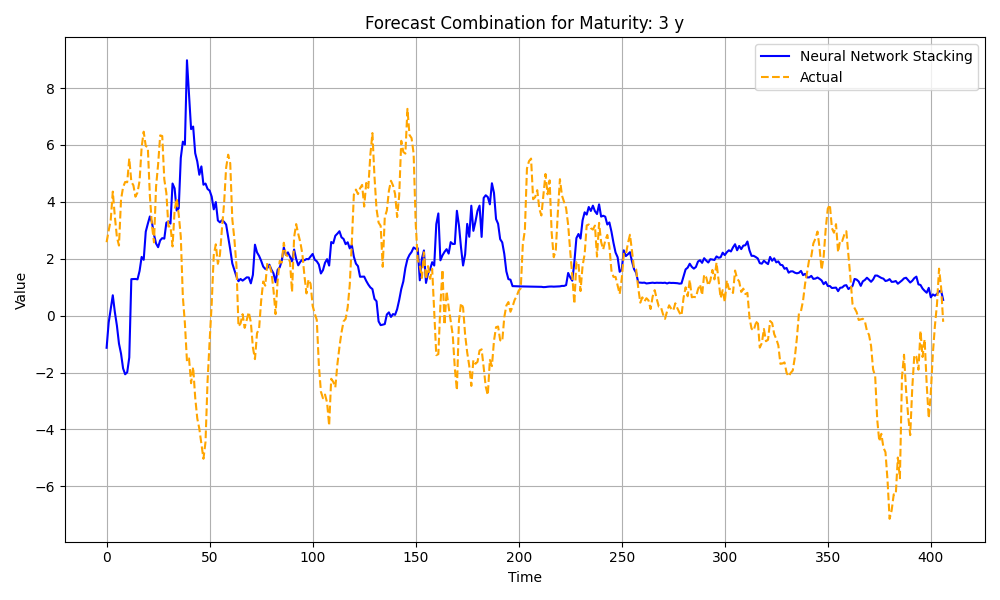 Forecast Combination for Maturity: 3 y
Neural Network Stacking
Actual
Value
8
6
4
2
0
−2
−4
−6
0 50 100 150 200 250 300 350 400
Time